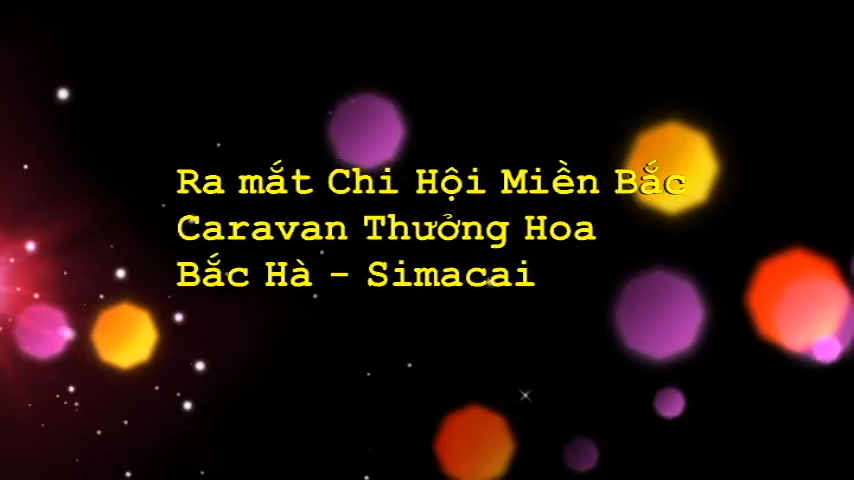 Ra mắt Chi Hội Miền Bắc
Caravan Thưởng Hoa
Bắc Hà - Simacai